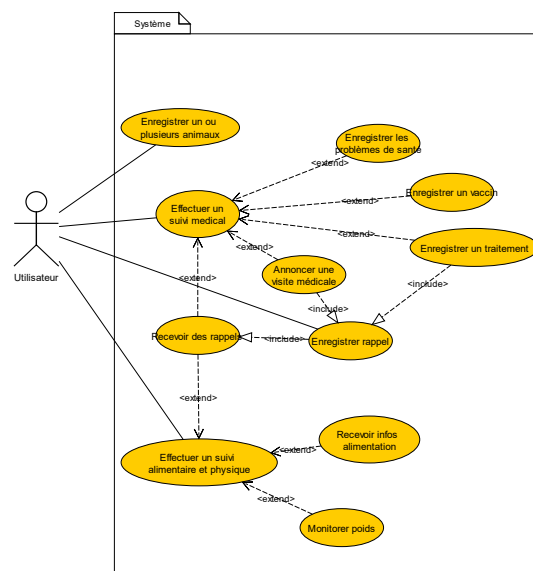 Système
Enregistrer un ou
plusieurs animaux
Enregistrer les
problèmes de santé
<extend>
Enregistrer un vaccin
<extend>
Effectuer un
suivi medical
<extend>
Enregistrer un traitement
<extend>
Annoncer une
visite médicale
Utilisateur
<extend>
<include>
<include>
Recevoir des rappels
<include>
Enregistrer rappel
<extend>
Recevoir infos
alimentation
<extend>
Effectuer un suivi
alimentaire et physique
<extend>
Monitorer poids